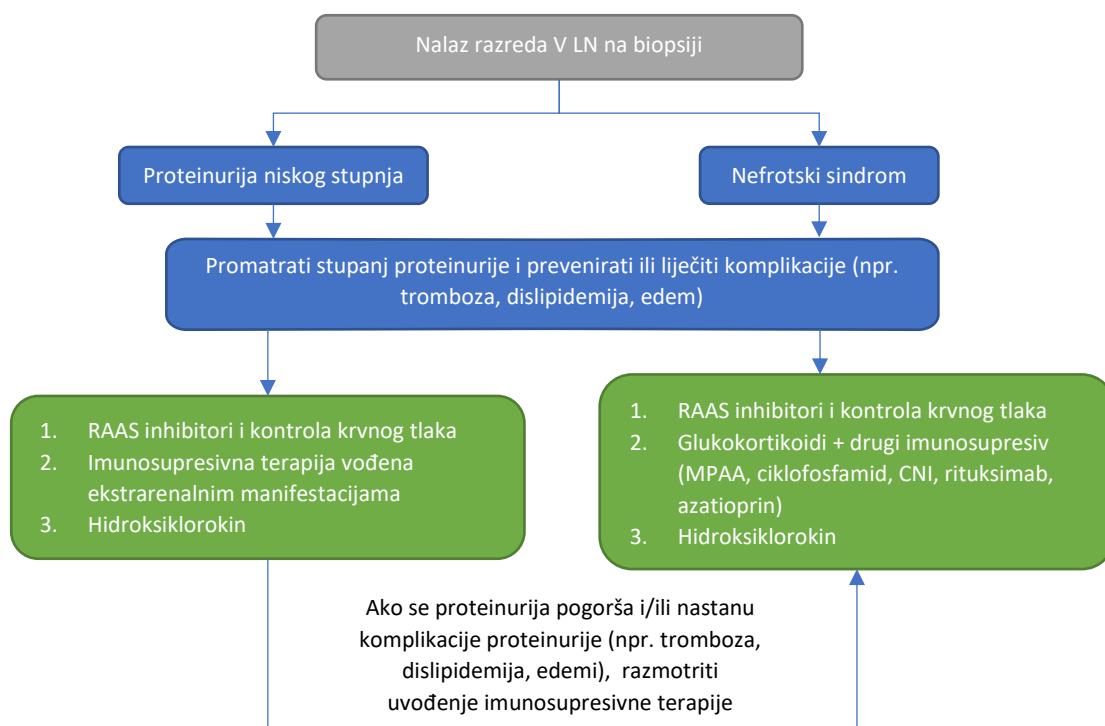 Nalaz razreda V LN na biopsiji
Proteinurija niskog stupnja
Nefrotski sindrom
Promatrati stupanj proteinurije i prevenirati ili liječiti komplikacije (npr.
tromboza, dislipidemija, edem)
1. RAAS inhibitori i kontrola krvnog tlaka
2. Imunosupresivna terapija vođena
ekstrarenalnim manifestacijama
3. Hidroksiklorokin
1. RAAS inhibitori i kontrola krvnog tlaka
2. Glukokortikoidi + drugi imunosupresiv
(MPAA, ciklofosfamid, CNI, rituksimab,
azatioprin)
3. Hidroksiklorokin
Ako se proteinurija pogorša i/ili nastanu
komplikacije proteinurije (npr. tromboza,
dislipidemija, edemi), razmotriti
uvođenje imunosupresivne terapije